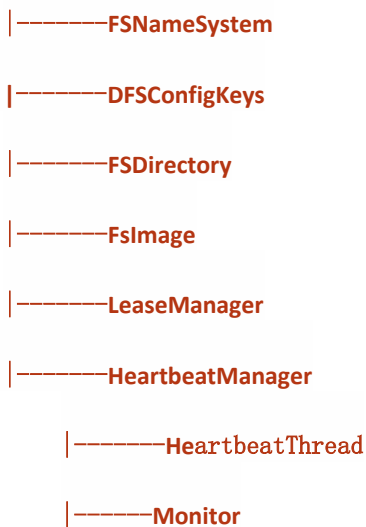 |-------FSNameSystem
|-------DFSConfigKeys
|-------FSDirectory
|-------FsImage
|-------LeaseManager
|-------HeartbeatManager
|-------HeartbeatThread
|------Monitor